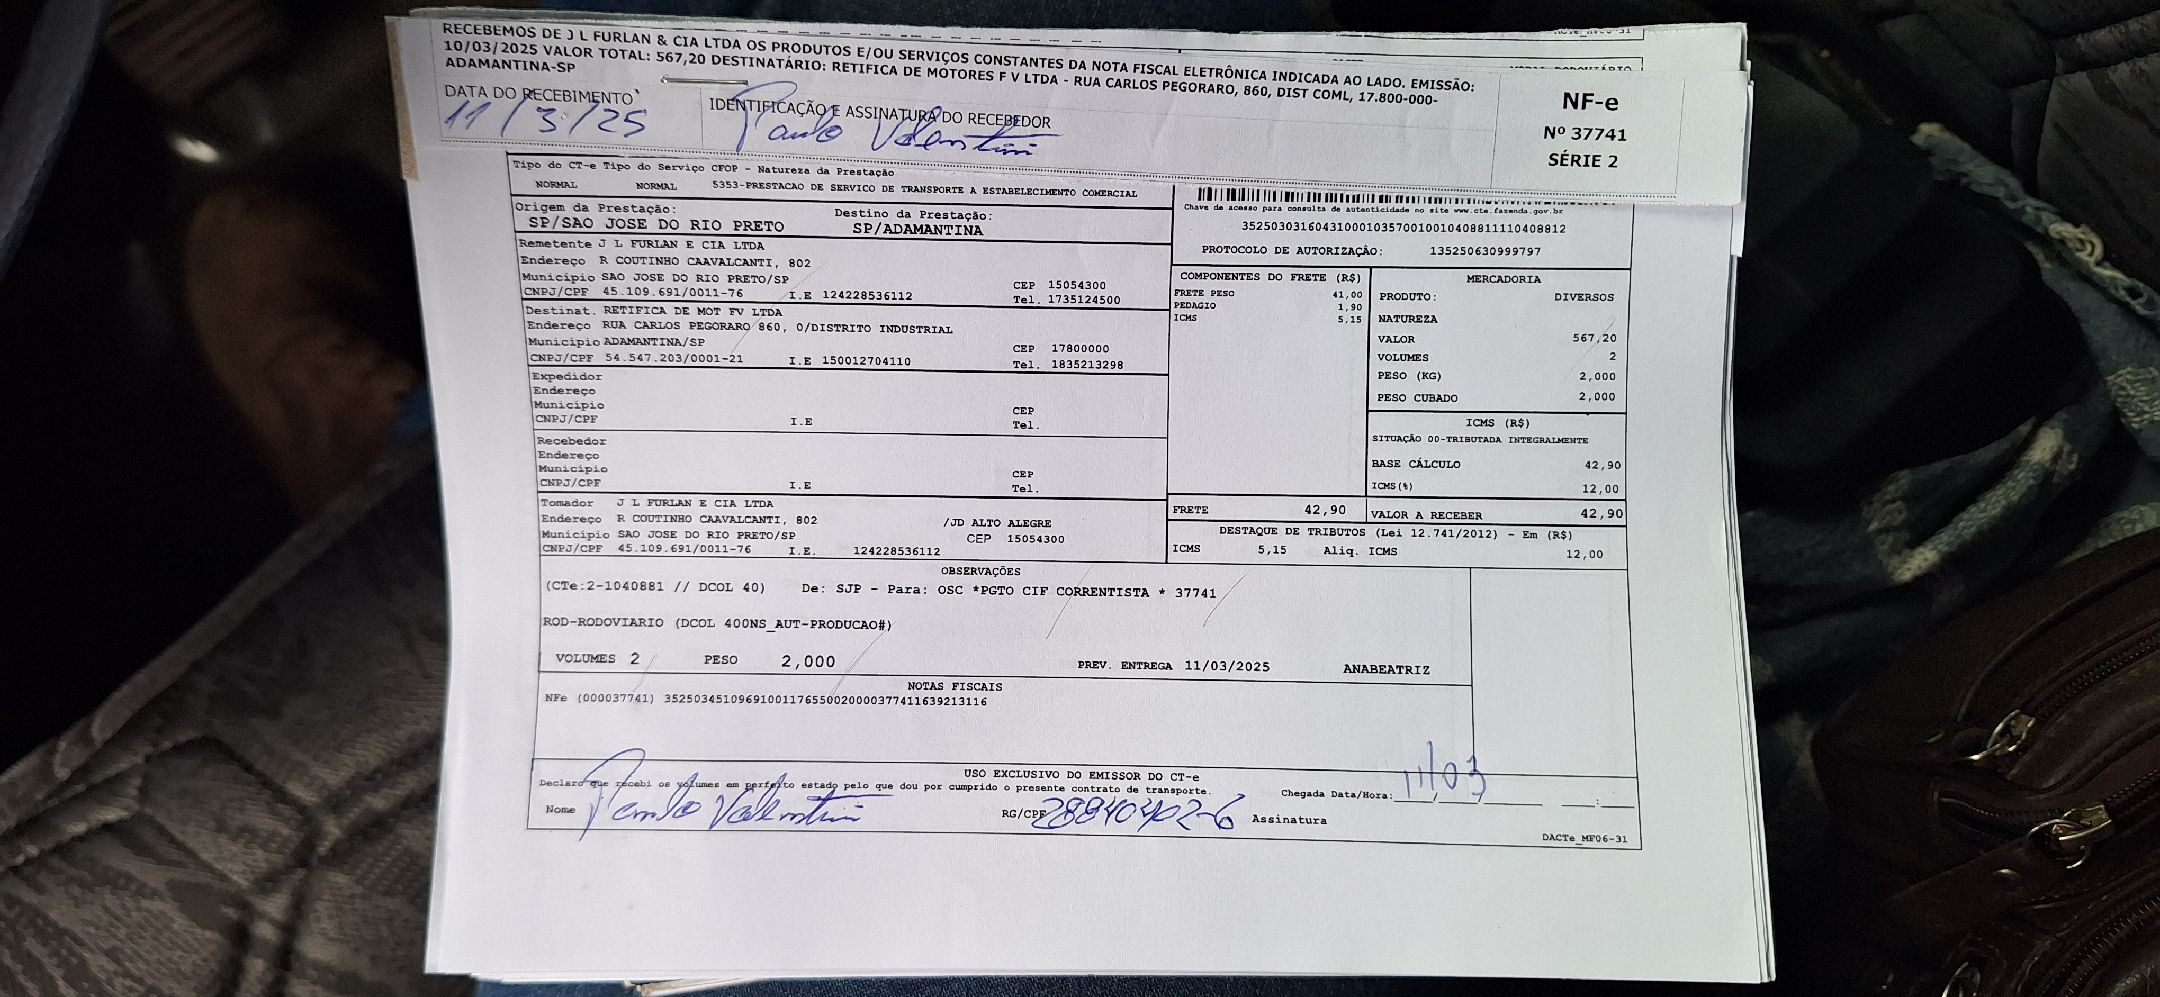 RECEBEMOS DE J L FURLAN & CIA LTDA OS PRODUTOS E/OU SERVIÇOS CONSTANTES DA NOTA FISCAL ELETRÔNICA INDICADA AO LADO. EMISSÃO:
10/03/2025 VALOR TOTAL: 567,20 DESTINATÁRIO: RETIFICA DE MOTORES F V LTDA - RUA CARLOS PEGORARO, 860, DIST COML, 17.800-000-
ADAMANTINA-SP
DATA DO RECEBIMENTO
11/3/25
IDENTIFICAÇÃO E ASSINATURA DO RECEBEDOR
Paulo Valentini
NF-e
Nº 37741
SÉRIE 2
Tipo do CT-e Tipo do Serviço CFOP - Natureza da Prestação
NORMAL NORMAL 5353-PRESTACAO DE SERVICO DE TRANSPORTE A ESTABELECIMENTO COMERCIAL
Origem da Prestação: Destino da Prestação:
SP/SAO JOSE DO RIO PRETO SP/ADAMANTINA
Chave de acesso para consulta de autenticidade no site www.cte.fazenda.gov.br
35250303160431000103570010010408811110408812
PROTOCOLO DE AUTORIZAÇÃO: 135250630999797
Remetente J L FURLAN E CIA LTDA
Endereço R COUTINHO CAAVALCANTI, 802
Município SAO JOSE DO RIO PRETO/SP CEP 15054300
CNPJ/CPF 45.109.691/0011-76 I.E 124228536112 Tel. 1735124500
Destinat. RETIFICA DE MOT FV LTDA
Endereço RUA CARLOS PEGORARO 860, 0/DISTRITO INDUSTRIAL
Município ADAMANTINA/SP CEP 17800000
CNPJ/CPF 54.547.203/0001-21 I.E 150012704110 Tel. 1835213298
Expedidor
Endereço
Município CEP
CNPJ/CPF I.E Tel.
Recebedor
Endereço
Município CEP
CNPJ/CPF I.E Tel.
Tomador J L FURLAN E CIA LTDA
Endereço R COUTINHO CAAVALCANTI, 802 /JD ALTO ALEGRE
Município SAO JOSE DO RIO PRETO/SP CEP 15054300
CNPJ/CPF 45.109.691/0011-76 I.E. 124228536112
COMPONENTES DO FRETE (R$)
FRETE PESO 41,00
PEDAGIO 1,90
ICMS 5,15
MERCADORIA
PRODUTO: DIVERSOS
NATUREZA
VALOR 567,20
VOLUMES 2
PESO (KG) 2,000
PESO CUBADO 2,000
ICMS (R$)
SITUAÇÃO 00-TRIBUTADA INTEGRALMENTE
BASE CÁLCULO 42,90
ICMS(%) 12,00
FRETE 42,90 VALOR A RECEBER 42,90
DESTAQUE DE TRIBUTOS (Lei 12.741/2012) - Em (R$)
ICMS 5,15 Aliq. ICMS 12,00
OBSERVAÇÕES
(CTe:2-1040881 // DCOL 40) De: SJP - Para: OSC *PGTO CIF CORRENTISTA * 37741
ROD-RODOVIARIO (DCOL 400NS_AUT-PRODUCAO#)
VOLUMES 2 PESO 2,000 PREV. ENTREGA 11/03/2025 ANABEATRIZ
NOTAS FISCAIS
NFe (000037741) 35250345109691001176550020000377411639213116
USO EXCLUSIVO DO EMISSOR DO CT-e
Declaro que recebi os volumes em perfeito estado pelo que dou por cumprido o presente contrato de transporte.
Chegada Data/Hora: 11/03
Nome Paulo Valentini RG/CPF 28840402-6 Assinatura
DACTe_MF06-31